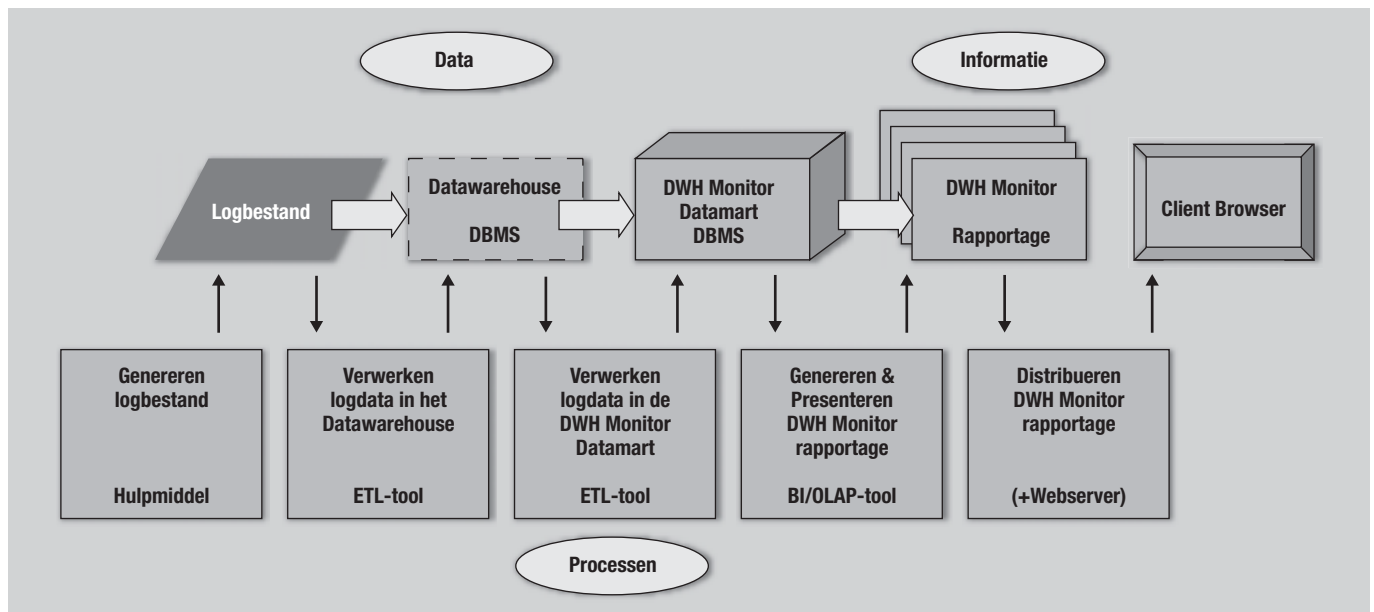 Data
Informatie
Logbestand
Datawarehouse
DBMS
DWH Monitor
Datamart
DBMS
DWH Monitor
Rapportage
Client Browser
Genereren
logbestand
Hulpmiddel
Verwerken
logdata in het
Datawarehouse
ETL-tool
Verwerken
logdata in de
DWH Monitor
Datamart
ETL-tool
Genereren &
Presenteren
DWH Monitor
rapportage
BI/OLAP-tool
Distribueren
DWH Monitor
rapportage
(+Webserver)
Processen